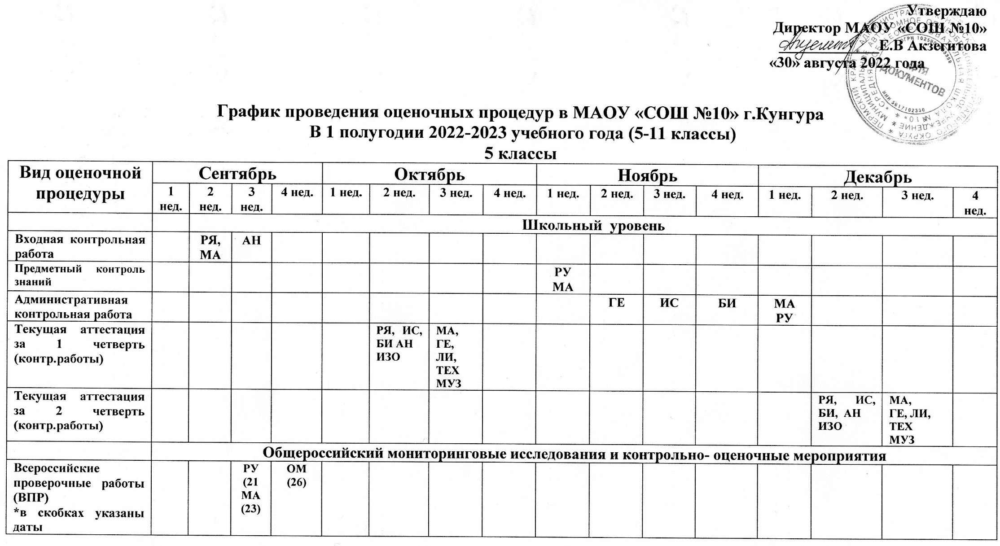 Утверждаю
Директор МАОУ «СОШ №10»
Е.В Акзегитова
«30» августа 2022 года
ДЛЯ
ДОКУМЕНТОВ
ИНН 5917102330
График проведения оценочных процедур в МАОУ «СОШ №10» г.Кунгура
В 1 полугодии 2022-2023 учебного года (5-11 классы)
5 классы
Вид оценочной
процедуры
Сентябрь Октябрь Ноябрь Декабрь
1
нед.
2
нед.
3
нед.
4 нед.
1 нед.
2 нед.
3 нед.
4 нед.
1 нед.
2 нед.
3 нед.
4 нед.
1 нед.
2 нед.
3 нед.
4
нед.
Школьный уровень
Входная контрольная
работа
РЯ,
МА
АН
Предметный контроль
знаний
РУ
МА
Административная
контрольная работа
ГЕ
ИС
БИ
МА
РУ
Текущая аттестация
за 1 четверть
(контр.работы)
РЯ, ИС,
БИ АН
ИЗО
МА,
ГЕ,
ЛИ,
ТЕХ
МУЗ
Текущая аттестация
за 2 четверть
(контр.работы)
РЯ, ИС,
БИ, АН
ИЗО
МА,
ГЕ, ЛИ,
ТЕХ
МУЗ
Общероссийский мониторинговые исследования и контрольно- оценочные мероприятия
Всероссийские
проверочные работы
(ВПР)
*в скобках указаны
даты
РУ
(21
МА
(23)
ОМ
(26)